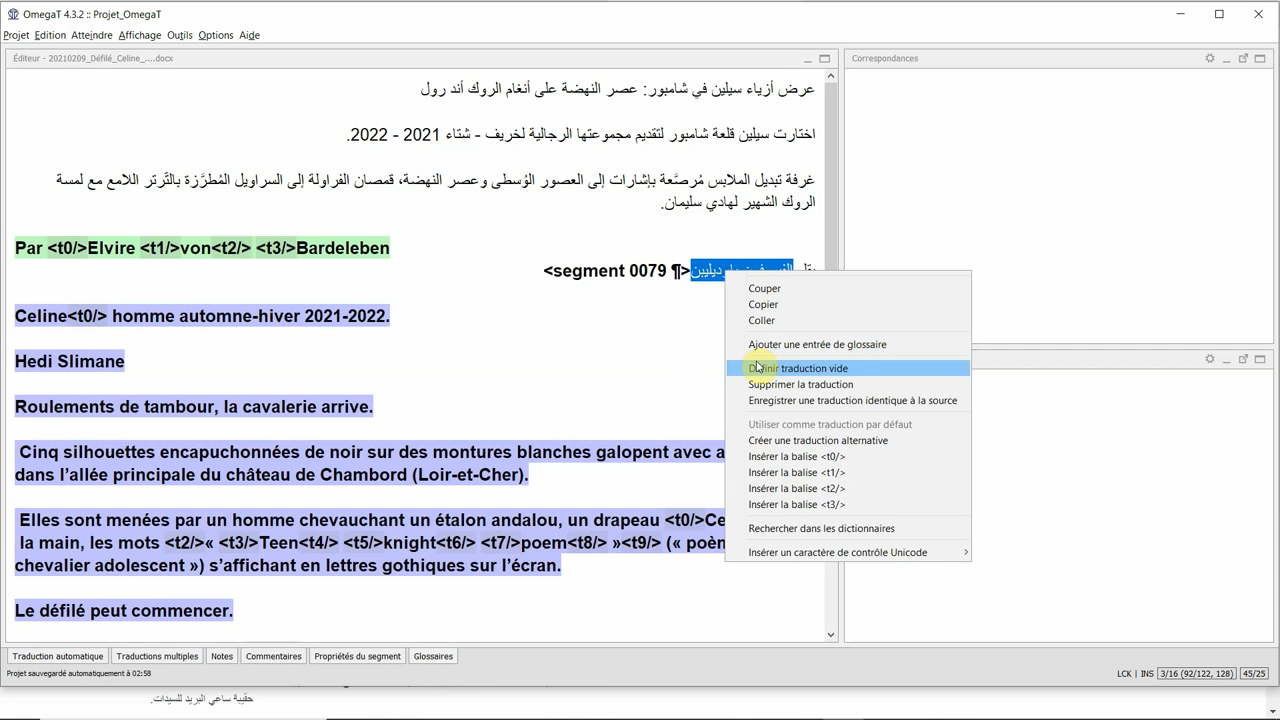 OmegaT 4.3.2 :: Projet_OmegaT
Projet Edition Atteindre Affichage Outils Options Aide
Éditeur - 20210209_Défilé_Celine_....docx
Correspondances
عرض أزياء سيلين في شامبور: عصر النهضة على أنغام الروك أند رول
اختارت سيلين قلعة شامبور لتقديم مجموعتها الرجالية لخريف - شتاء 2021 - 2022.
غرفة تبديل الملابس مُرصَّعة بإشارات إلى العصور الوُسطى وعصر النهضة، قمصان الفراولة إلى السراويل المُطرَّزة بالتّرتر اللامع مع لمسة
الروك الشهير لهادي سليمان.
Par <t0/>Elvire <t1/>von<t2/> <t3/>Bardeleben
<segment 0079 ¶>
Celine<t0/> homme automne-hiver 2021-2022.
Hedi Slimane
Roulements de tambour, la cavalerie arrive.
Cinq silhouettes encapuchonnées de noir sur des montures blanches galopent avec
dans l’allée principale du château de Chambord (Loir-et-Cher).
Elles sont menées par un homme chevauchant un étalon andalou, un drapeau <t0/>Ce
la main, les mots <t2/>« <t3/>Teen<t4/> <t5/>knight<t6/> <t7/>poem<t8/> »<t9/> (« poèn
chevalier adolescent ») s’affichant en lettres gothiques sur l’écran.
Le défilé peut commencer.
Couper
Copier
Coller
Ajouter une entrée de glossaire
Définir traduction vide
Supprimer la traduction
Enregistrer une traduction identique à la source
Utiliser comme traduction par défaut
Créer une traduction alternative
Insérer la balise <t0/>
Insérer la balise <t1/>
Insérer la balise <t2/>
Insérer la balise <t3/>
Rechercher dans les dictionnaires
Insérer un caractère de contrôle Unicode
Traduction automatique Traductions multiples Notes Commentaires Propriétés du segment Glossaires
Projet sauvegardé automatiquement à 02:58
LCK | INS 3/16 (92/122, 128) 45/25
حقيبة ساعي البريد للسيدات.